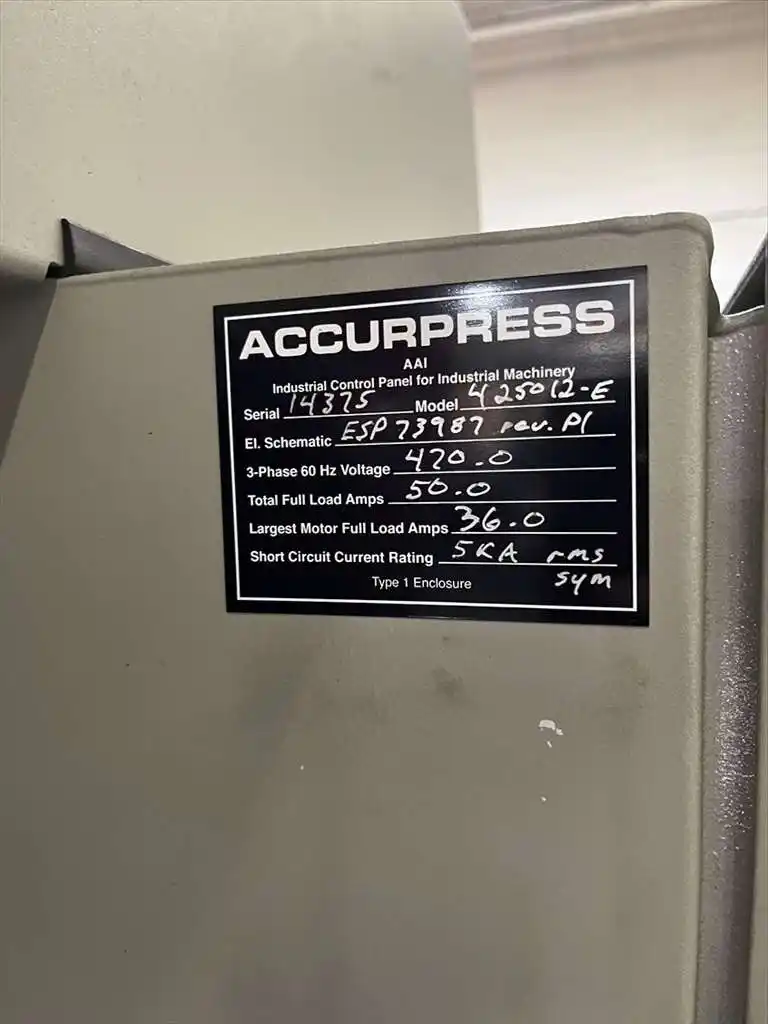 ACCURPRESS
AAI
Industrial Control Panel for Industrial Machinery
Serial 14375 Model 425012-E
El. Schematic ESP 73987 rev. P1
3-Phase 60 Hz Voltage 470.0
Total Full Load Amps 50.0
Largest Motor Full Load Amps 36.0
Short Circuit Current Rating 5KA rms
Type 1 Enclosure sym